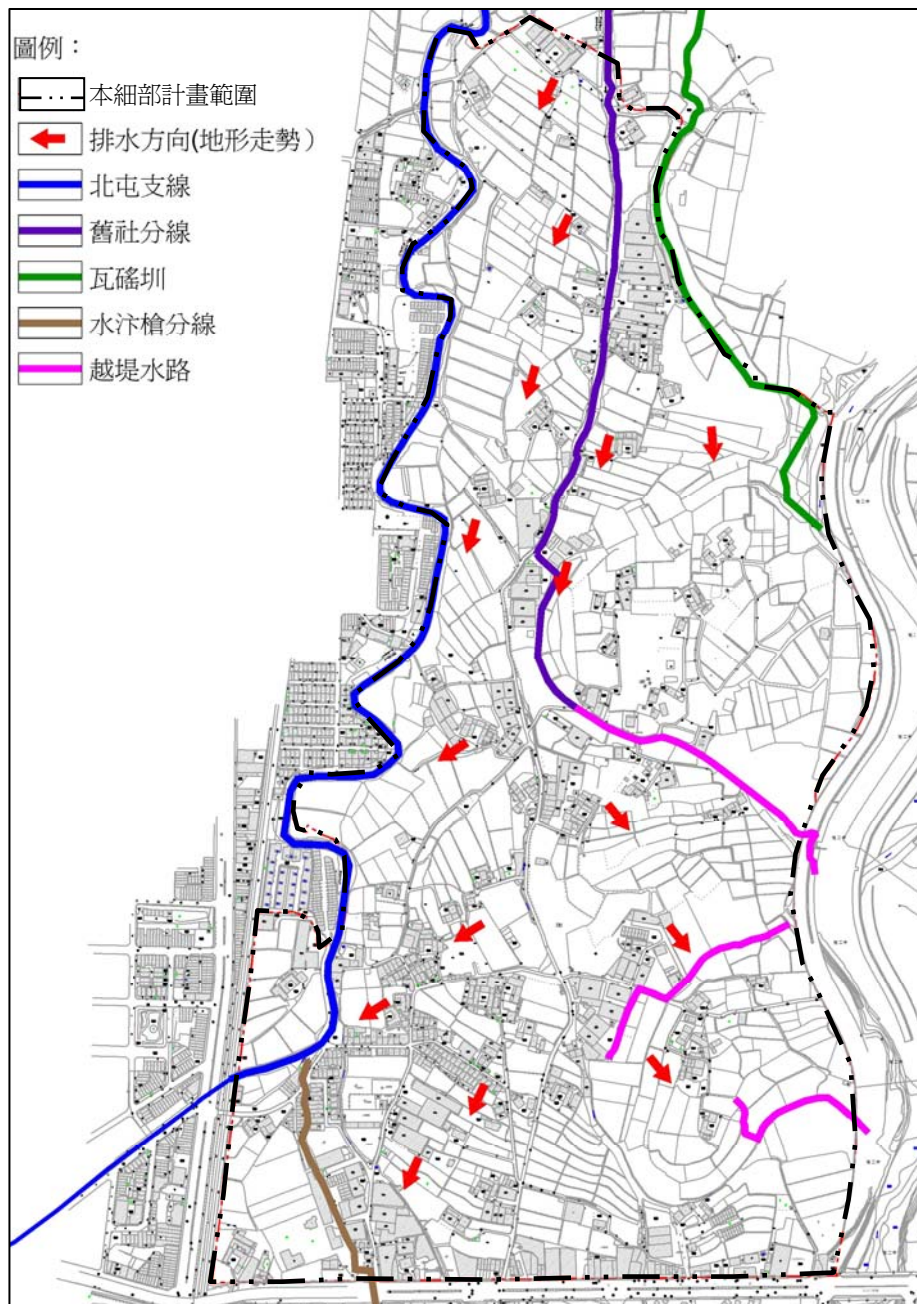 圖例：
本細部計畫範圍
排水方向(地形走勢)
北屯支線
舊社分線
瓦磘圳
水汴槍分線
越堤水路